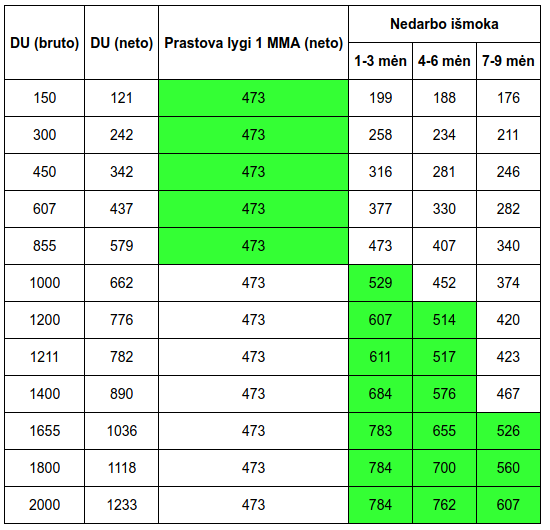 DU (bruto) DU (neto) Prastova lygi 1 MMA (neto) Nedarbo išmoka
1-3 mėn 4-6 mėn 7-9 mėn
150 121 473 199 188 176
300 242 473 258 234 211
450 342 473 316 281 246
607 437 473 377 330 282
855 579 473 473 407 340
1000 662 473 529 452 374
1200 776 473 607 514 420
1211 782 473 611 517 423
1400 890 473 684 576 467
1655 1036 473 783 655 526
1800 1118 473 784 700 560
2000 1233 473 784 762 607